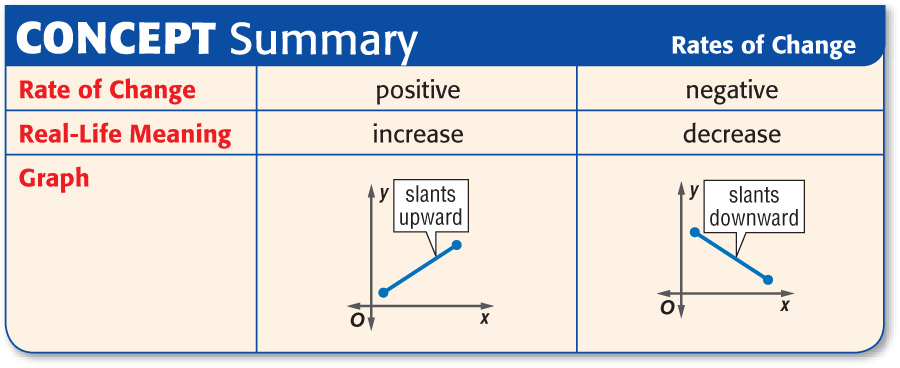 CONCEPT Summary
Rates of Change
Rate of Change positive negative
Real-Life Meaning increase decrease
Graph
y
slants
upward
O
x
y
slants
downward
O
x